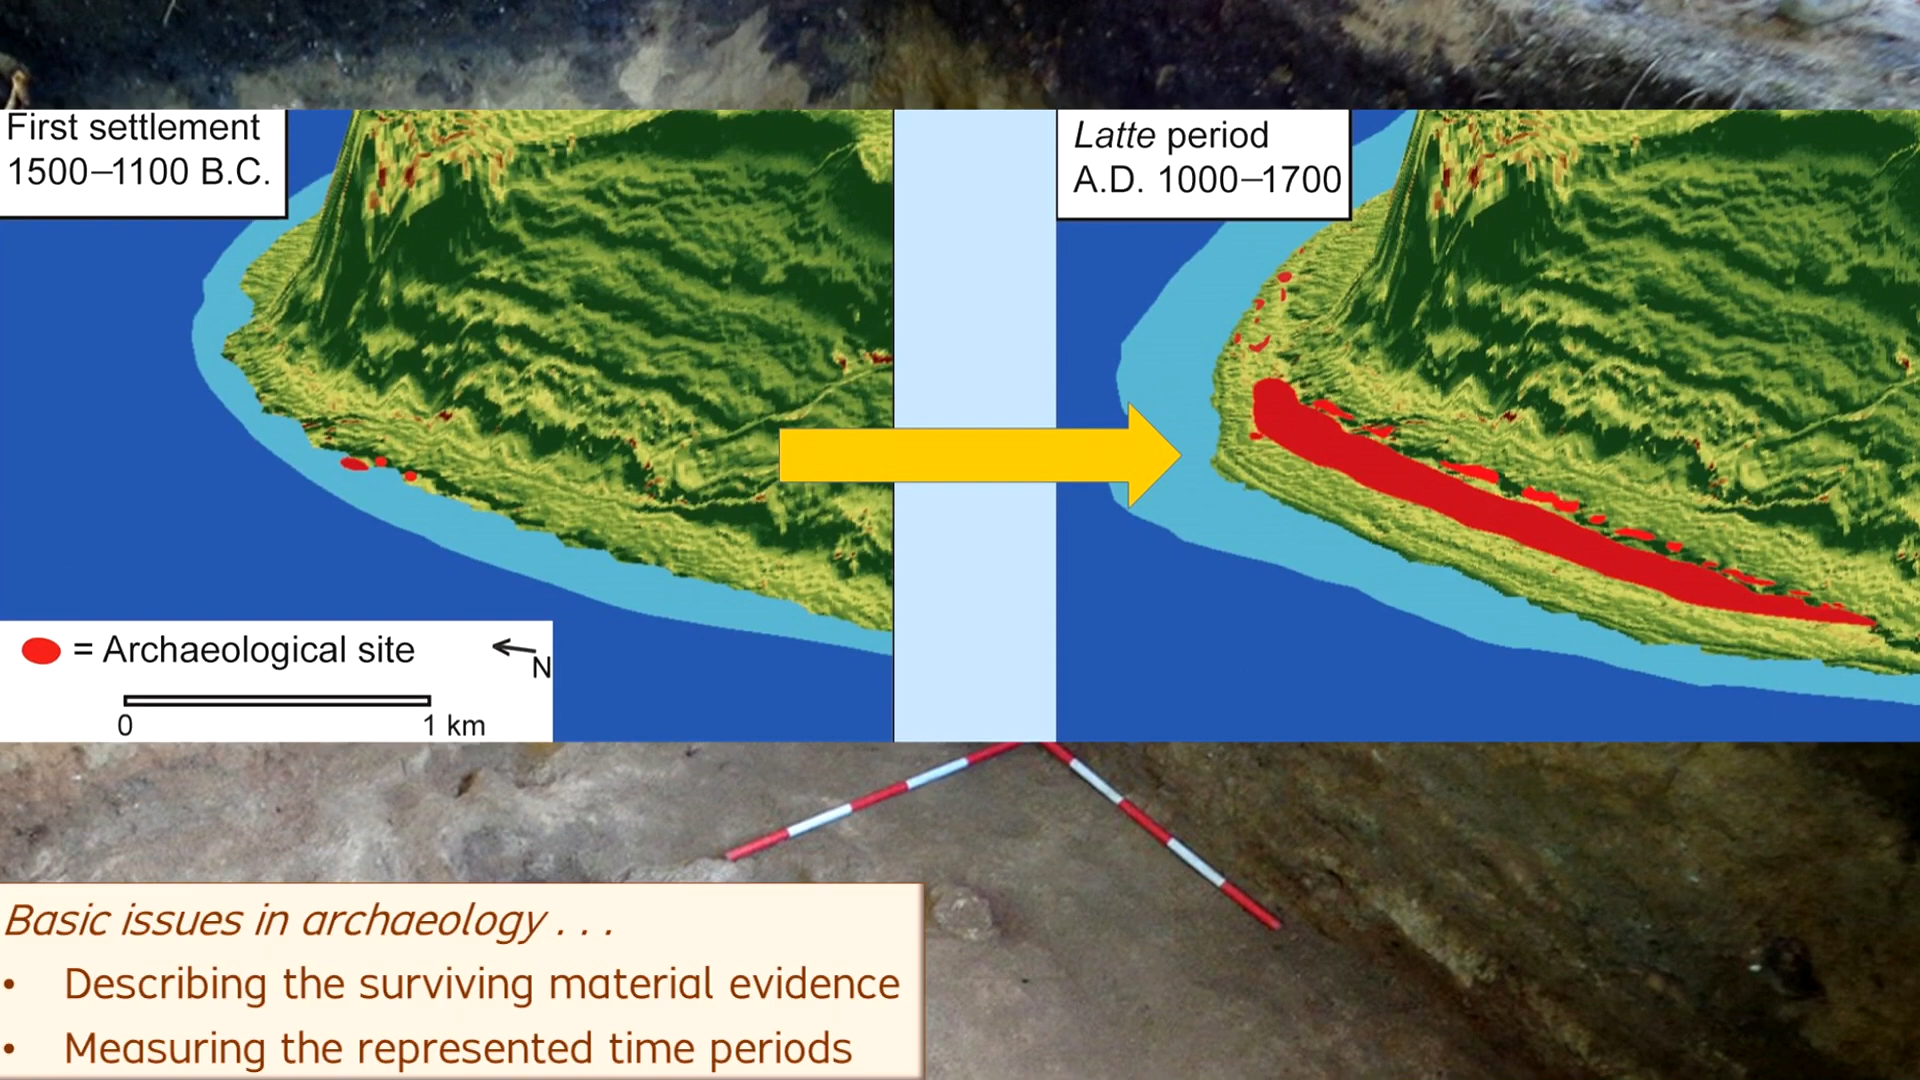 First settlement
1500–1100 B.C.
Latte period
A.D. 1000–1700
= Archaeological site
N
0 1 km
Basic issues in archaeology . . .
• Describing the surviving material evidence
• Measuring the represented time periods